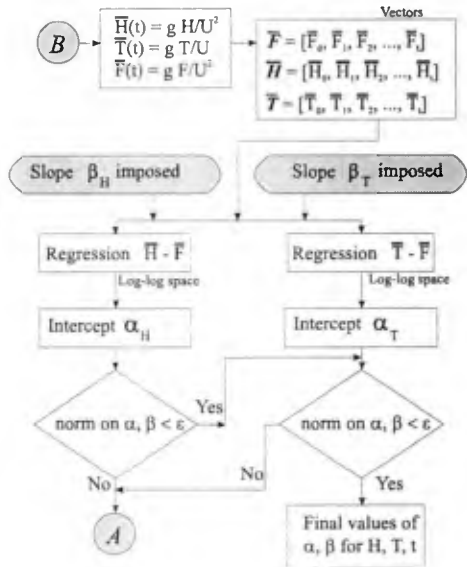 Vectors
B
H̅(t) = g H/U²
T̅(t) = g T/U
F̅(t) = g F/U²
F̅ = [F̅₀, F̅₁, F̅₂, ..., F̅ₜ]
H̅ = [H̅₀, H̅₁, H̅₂, ..., H̅ₜ]
T̅ = [T̅₀, T̅₁, T̅₂, ..., T̅ₜ]
Slope β_H imposed
Slope β_T imposed
Regression H̅ - F̅
Regression T̅ - F̅
Log-log space
Log-log space
Intercept α_H
Intercept α_T
Yes
norm on α, β < ε
norm on α, β < ε
No
No
Yes
A
Final values of
α, β for H, T, t